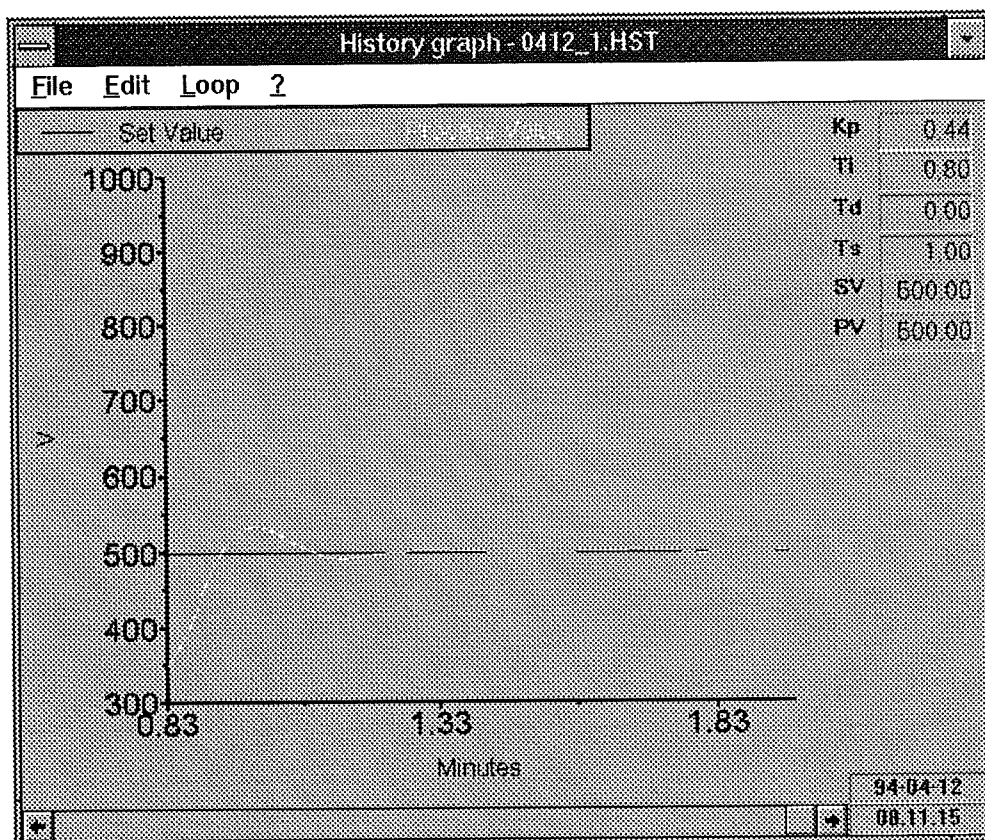 History graph - 0412_1.HST
File Edit Loop ?
Set Value
Kp 0.44
Ti 0.80
Td 0.00
Ts 1.00
SV 500.00
PV 500.00
1000
900
800
700
V
600
500
400
300
0.83 1.33 1.83
Minutes
94-04-12
08.11.15